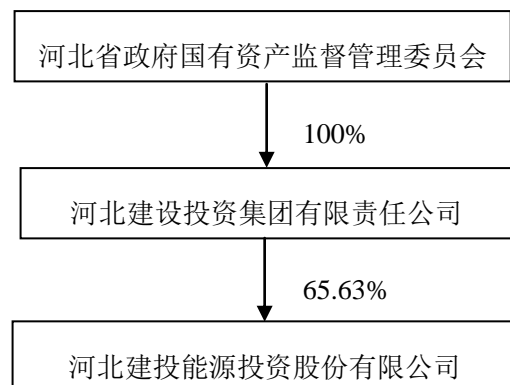 河北省政府国有资产监督管理委员会
100%
河北建设投资集团有限责任公司
65.63%
河北建投能源投资股份有限公司